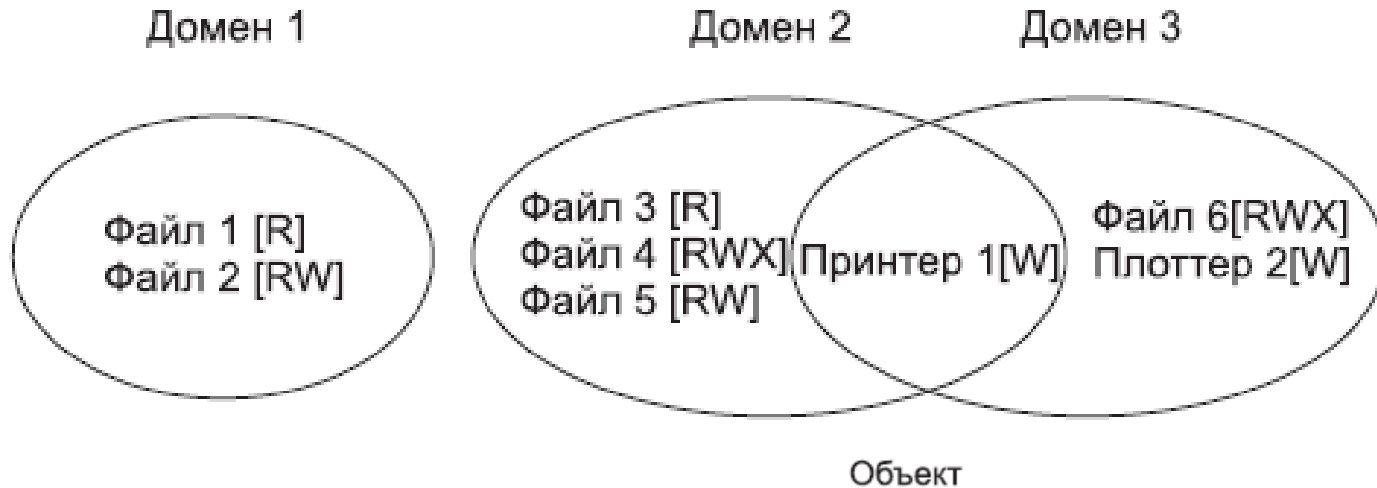 Домен 1
Домен 2
Домен 3
Файл 1 [R]
Файл 2 [RW]
Файл 3 [R]
Файл 4 [RWX]
Файл 5 [RW]
Принтер 1[W]
Файл 6[RWX]
Плоттер 2[W]
Объект